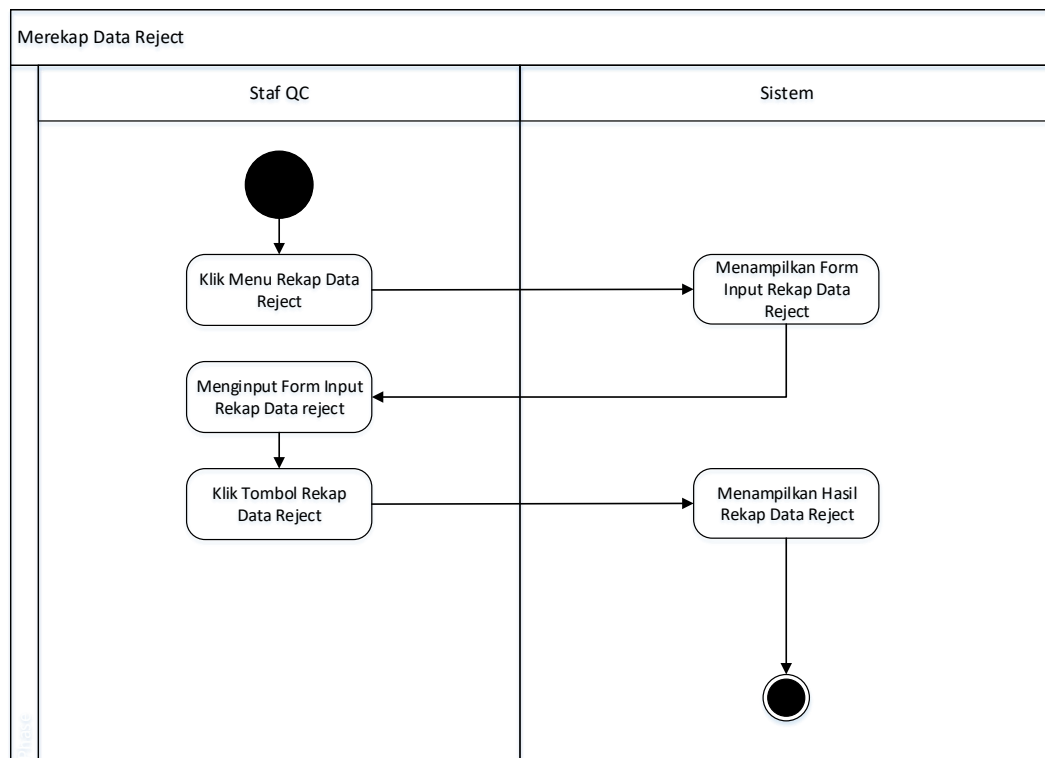 Merekap Data Reject
Staf QC
Sistem
Klik Menu Rekap Data
Reject
Menampilkan Form
Input Rekap Data
Reject
Menginput Form Input
Rekap Data reject
Klik Tombol Rekap
Data Reject
Menampilkan Hasil
Rekap Data Reject
Phase